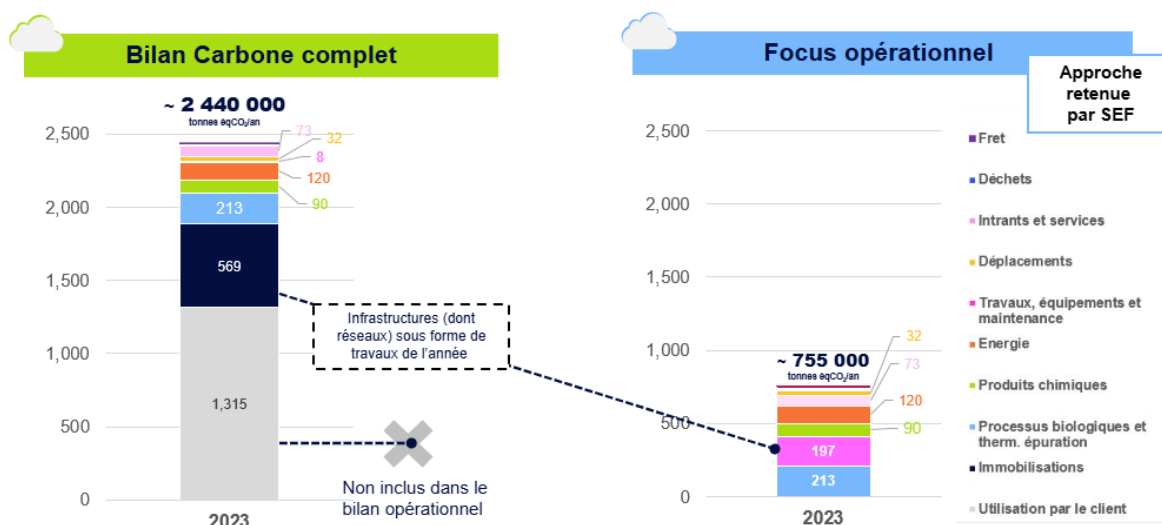 Bilan Carbone complet
~ 2 440 000
tonnes éqCO₂/an
2,500
2,000
1,500
1,000
500
0
73
32
8
120
90
213
569
1,315
2023
Infrastructures (dont
réseaux) sous forme de
travaux de l'année
Non inclus dans le
bilan opérationnel
Focus opérationnel
Approche
retenue
par SEF
2,500
2,000
1,500
1,000
500
0
~ 755 000
tonnes éqCO₂/an
32
73
120
90
197
213
2023
Fret
Déchets
Intrants et services
Déplacements
Travaux, équipements et
maintenance
Energie
Produits chimiques
Processus biologiques et
therm. épuration
Immobilisations
Utilisation par le client